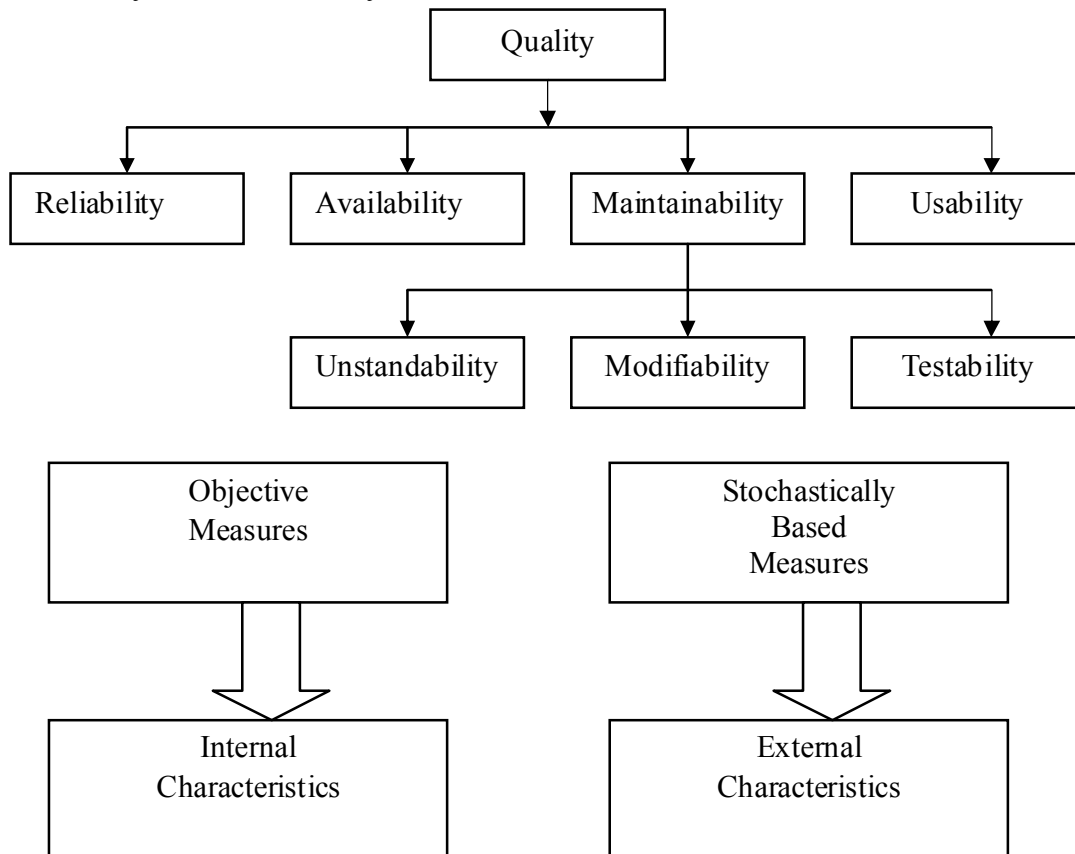 Quality
Reliability
Availability
Maintainability
Usability
Unstandability
Modifiability
Testability
Objective
Measures
Stochastically
Based
Measures
Internal
Characteristics
External
Characteristics